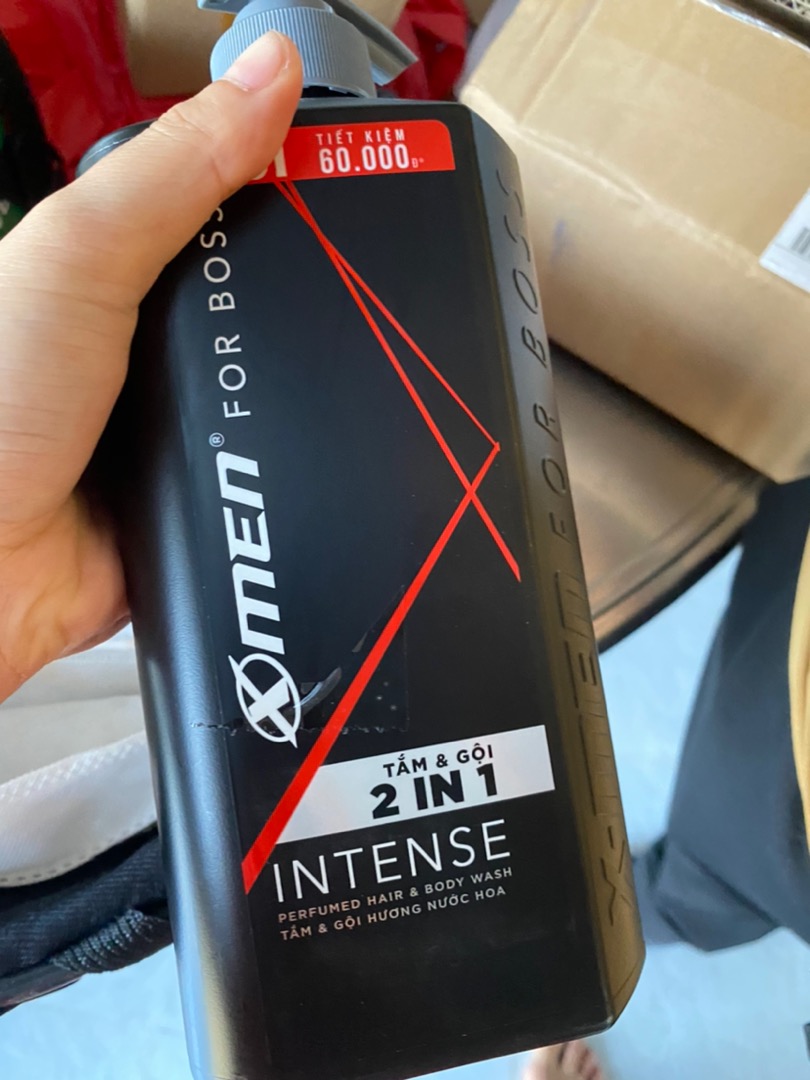 TIẾT KIỆM
60.000Đ*
Xmen® FOR BOSS
TẮM & GỘI
2 IN 1
INTENSE
PERFUMED HAIR & BODY WASH
TẮM & GỘI HƯƠNG NƯỚC HOA
X-MEN FOR BOSS